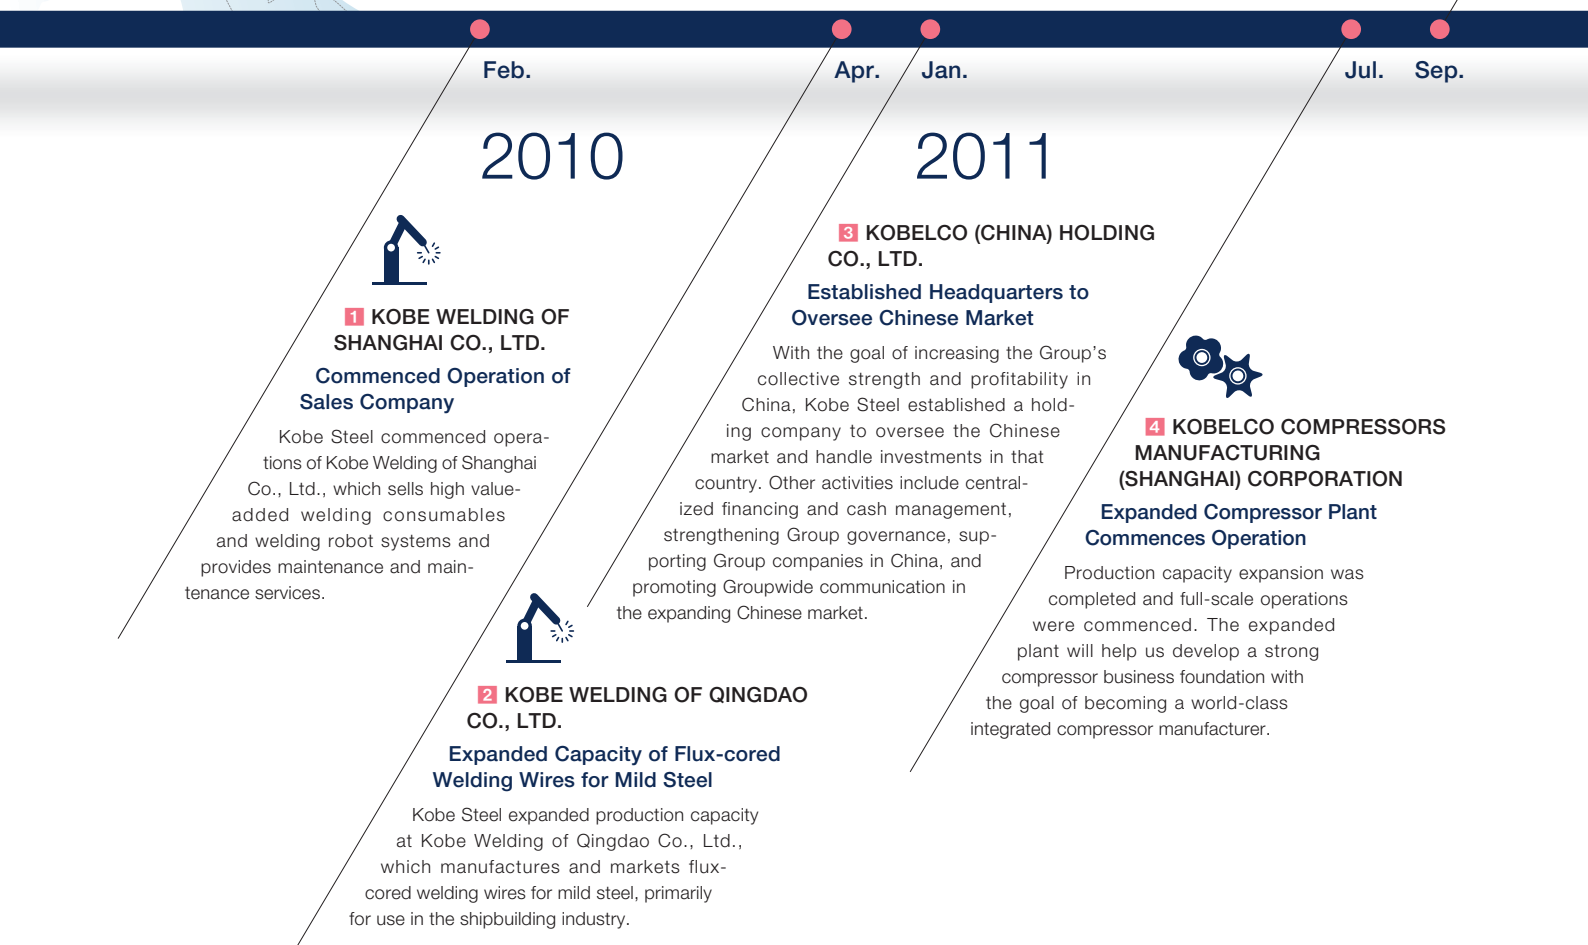 Feb.
Apr.
Jan.
Jul.
Sep.
2010
2011
1 KOBE WELDING OF
SHANGHAI CO., LTD.
Commenced Operation of
Sales Company
Kobe Steel commenced opera-
tions of Kobe Welding of Shanghai
Co., Ltd., which sells high value-
added welding consumables
and welding robot systems and
provides maintenance and main-
tenance services.
2 KOBE WELDING OF QINGDAO
CO., LTD.
Expanded Capacity of Flux-cored
Welding Wires for Mild Steel
Kobe Steel expanded production capacity
at Kobe Welding of Qingdao Co., Ltd.,
which manufactures and markets flux-
cored welding wires for mild steel, primarily
for use in the shipbuilding industry.
3 KOBELCO (CHINA) HOLDING
CO., LTD.
Established Headquarters to
Oversee Chinese Market
With the goal of increasing the Group's
collective strength and profitability in
China, Kobe Steel established a hold-
ing company to oversee the Chinese
market and handle investments in that
country. Other activities include central-
ized financing and cash management,
strengthening Group governance, sup-
porting Group companies in China, and
promoting Groupwide communication in
the expanding Chinese market.
4 KOBELCO COMPRESSORS
MANUFACTURING
(SHANGHAI) CORPORATION
Expanded Compressor Plant
Commences Operation
Production capacity expansion was
completed and full-scale operations
were commenced. The expanded
plant will help us develop a strong
compressor business foundation with
the goal of becoming a world-class
integrated compressor manufacturer.